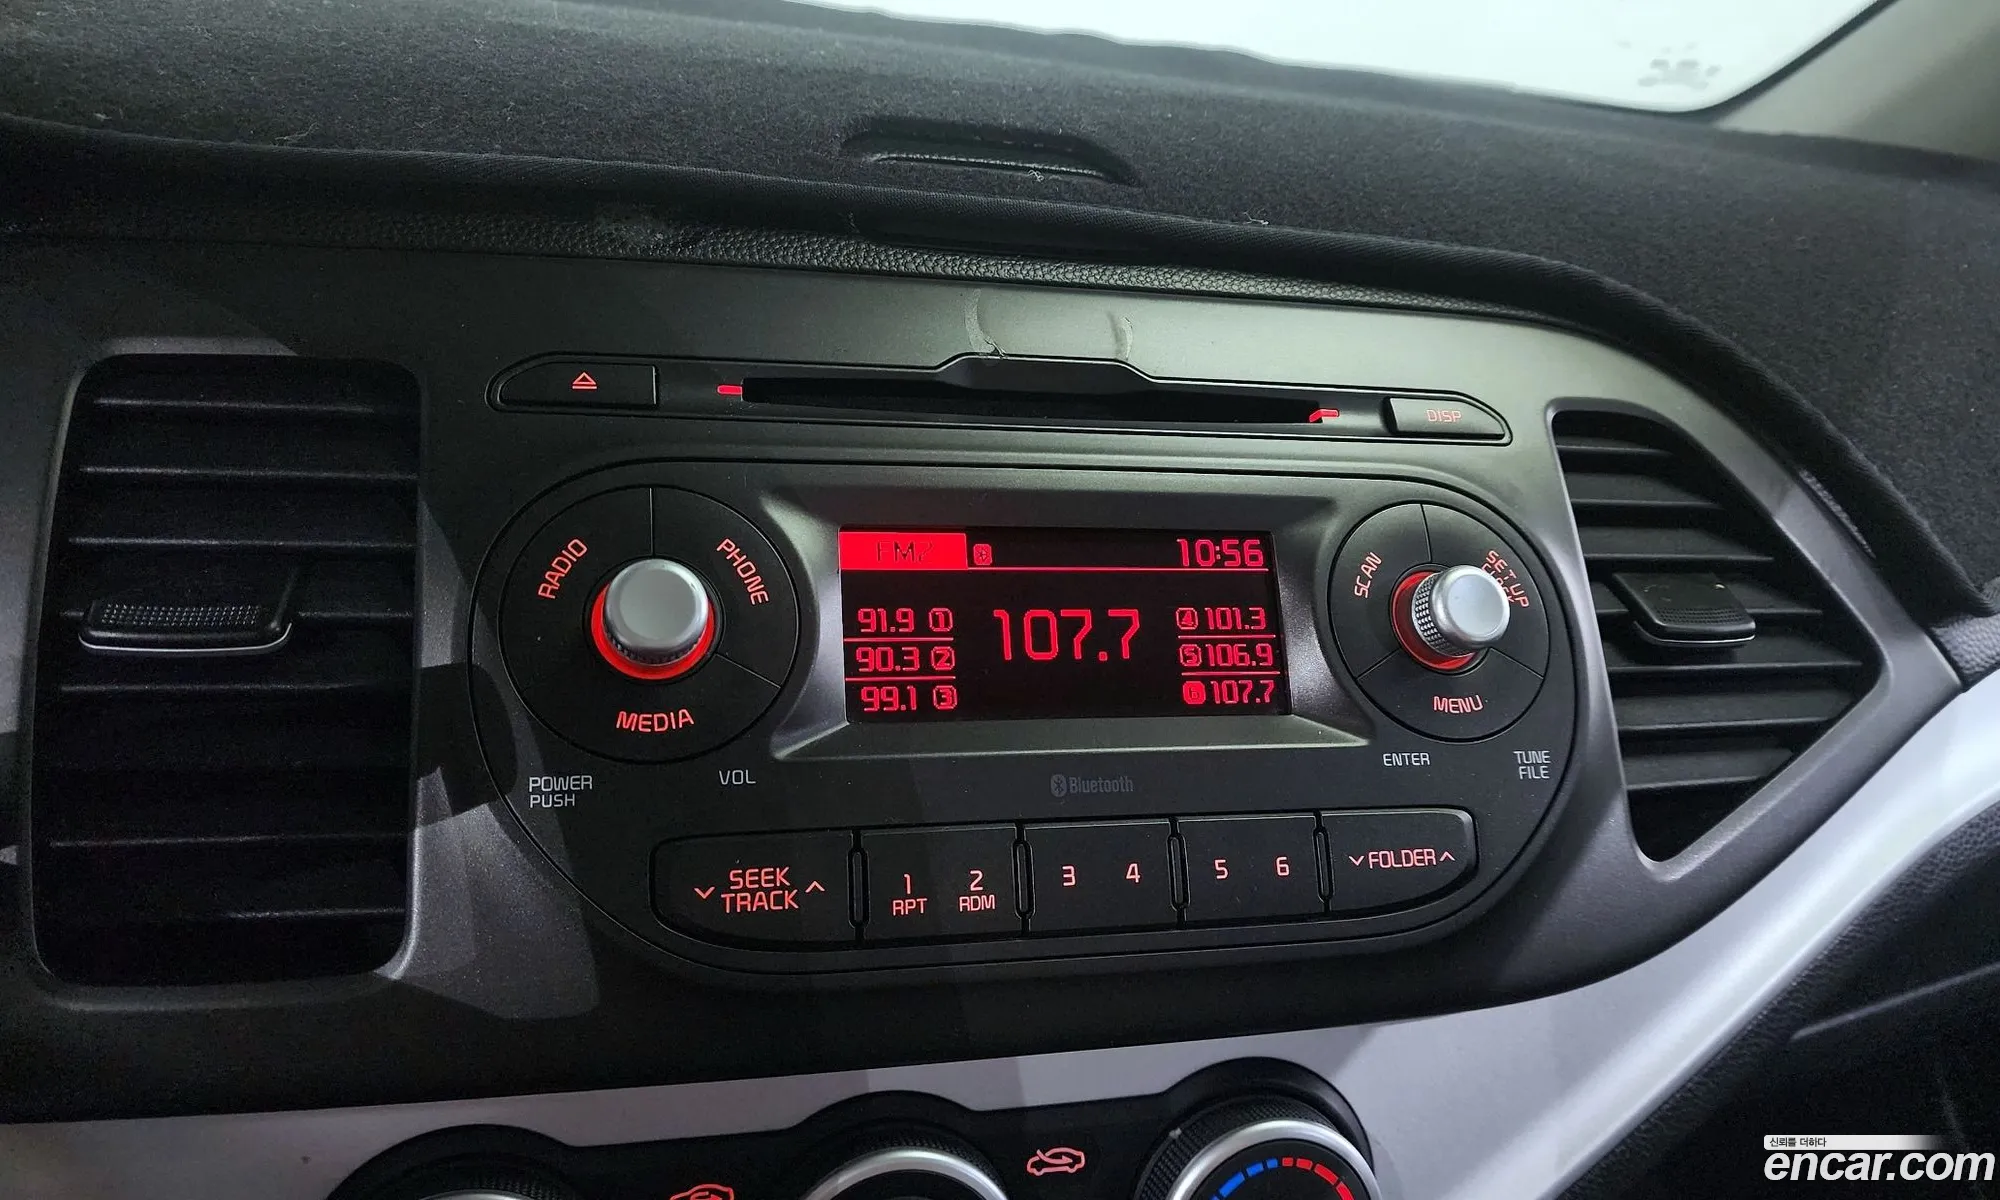 DISP
RADIO
PHONE
MEDIA
POWER
PUSH
VOL
FM2
10:56
91.9 1
90.3 2
99.1 3
107.7
4 101.3
5 106.9
6 107.7
Bluetooth
SCAN
SETUP
MENU
ENTER
TUNE
FILE
SEEK
TRACK
1
RPT
2
RDM
3
4
5
6
FOLDER
신뢰를 더하다
encar.com